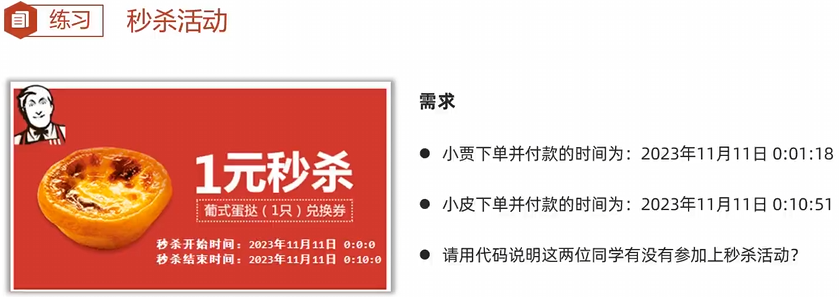 练习
秒杀活动
1元秒杀
葡式蛋挞（1只）兑换券
秒杀开始时间：2023年11月11日 0:0:0
秒杀结束时间：2023年11月11日 0:10:0
需求
● 小贾下单并付款的时间为：2023年11月11日 0:01:18
● 小皮下单并付款的时间为：2023年11月11日 0:10:51
● 请用代码说明这两位同学有没有参加上秒杀活动？